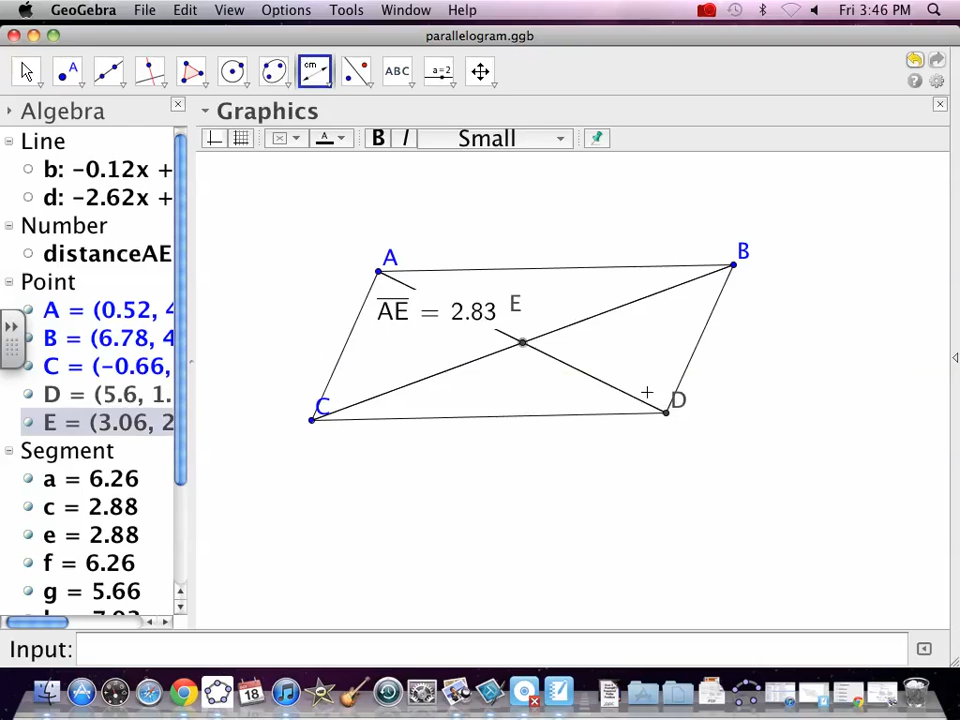 GeoGebra File Edit View Options Tools Window Help Fri 3:46 PM
parallelogram.ggb
A cm ABC a=2
Algebra
Graphics
B I Small
Line
b: -0.12x +
d: -2.62x +
Number
distanceAE
Point
A = (0.52, 4
B = (6.78, 4
C = (-0.66,
D = (5.6, 1.
E = (3.06, 2
Segment
a = 6.26
c = 2.88
e = 2.88
f = 6.26
g = 5.66
A
B
AE = 2.83
E
C
D
Input:
18